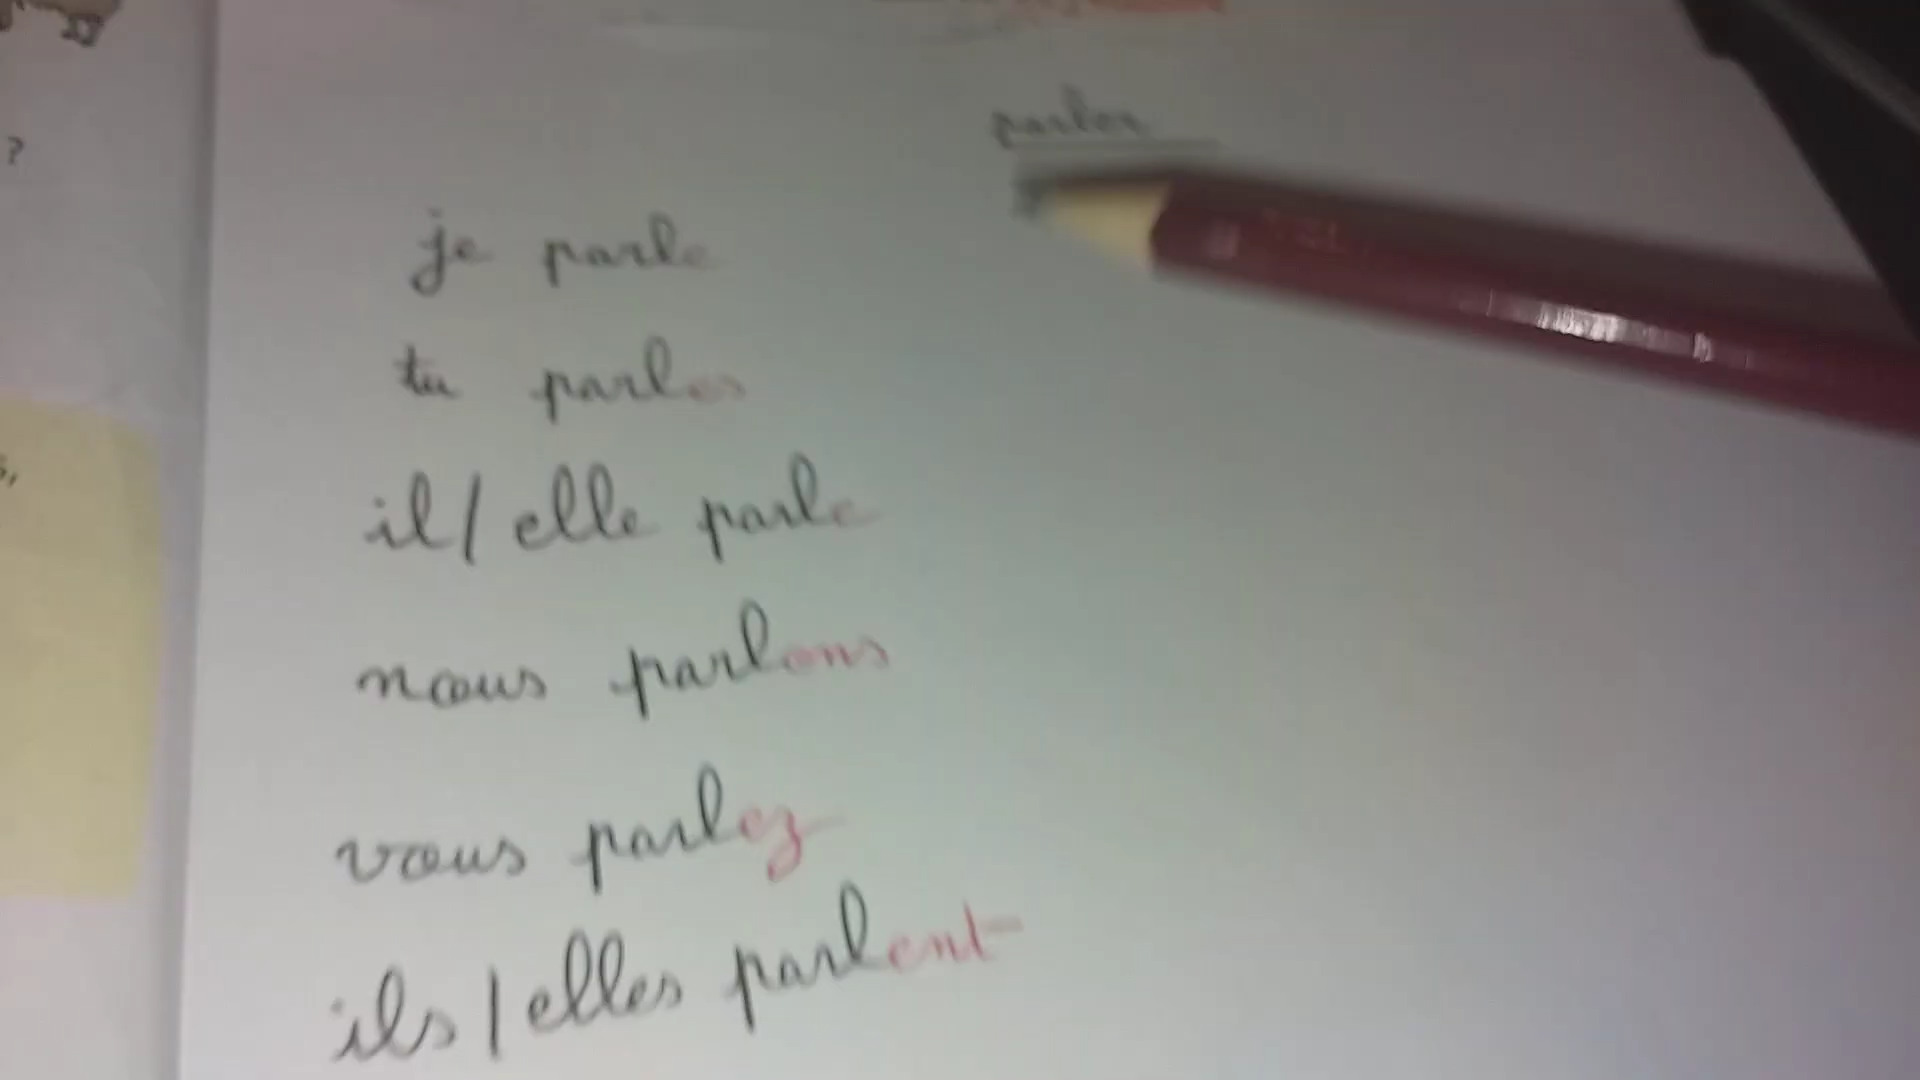 parler
je parle
tu parles
il/elle parle
nous parlons
vous parlez
ils/elles parlent
?
s,